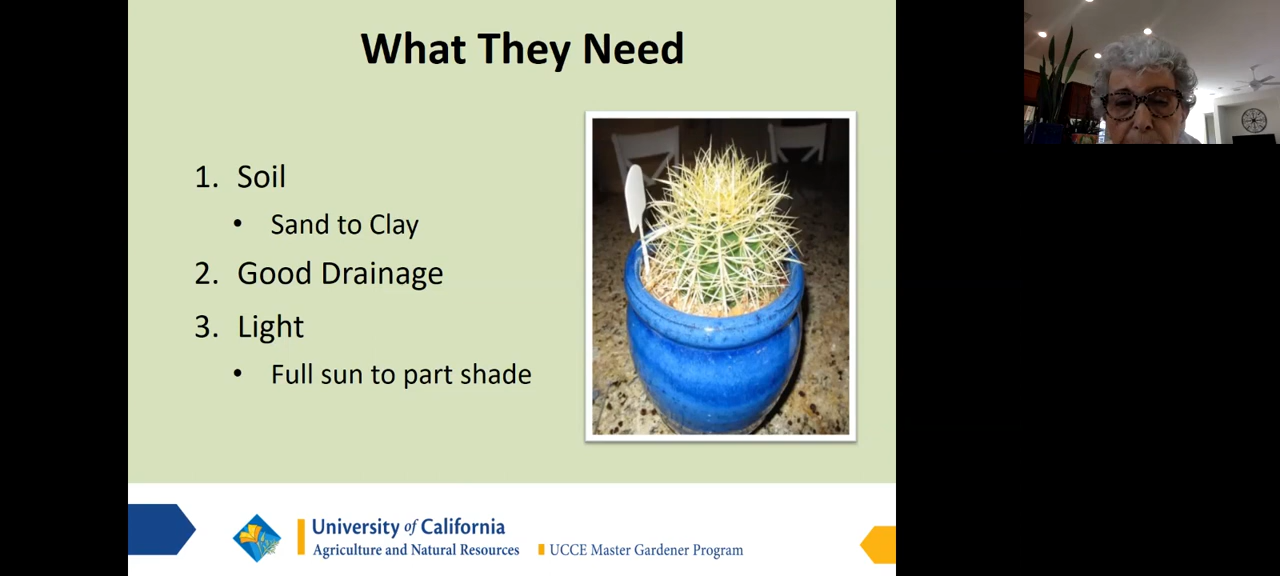 What They Need
1. Soil
• Sand to Clay
2. Good Drainage
3. Light
• Full sun to part shade
University of California
Agriculture and Natural Resources
UCCE Master Gardener Program